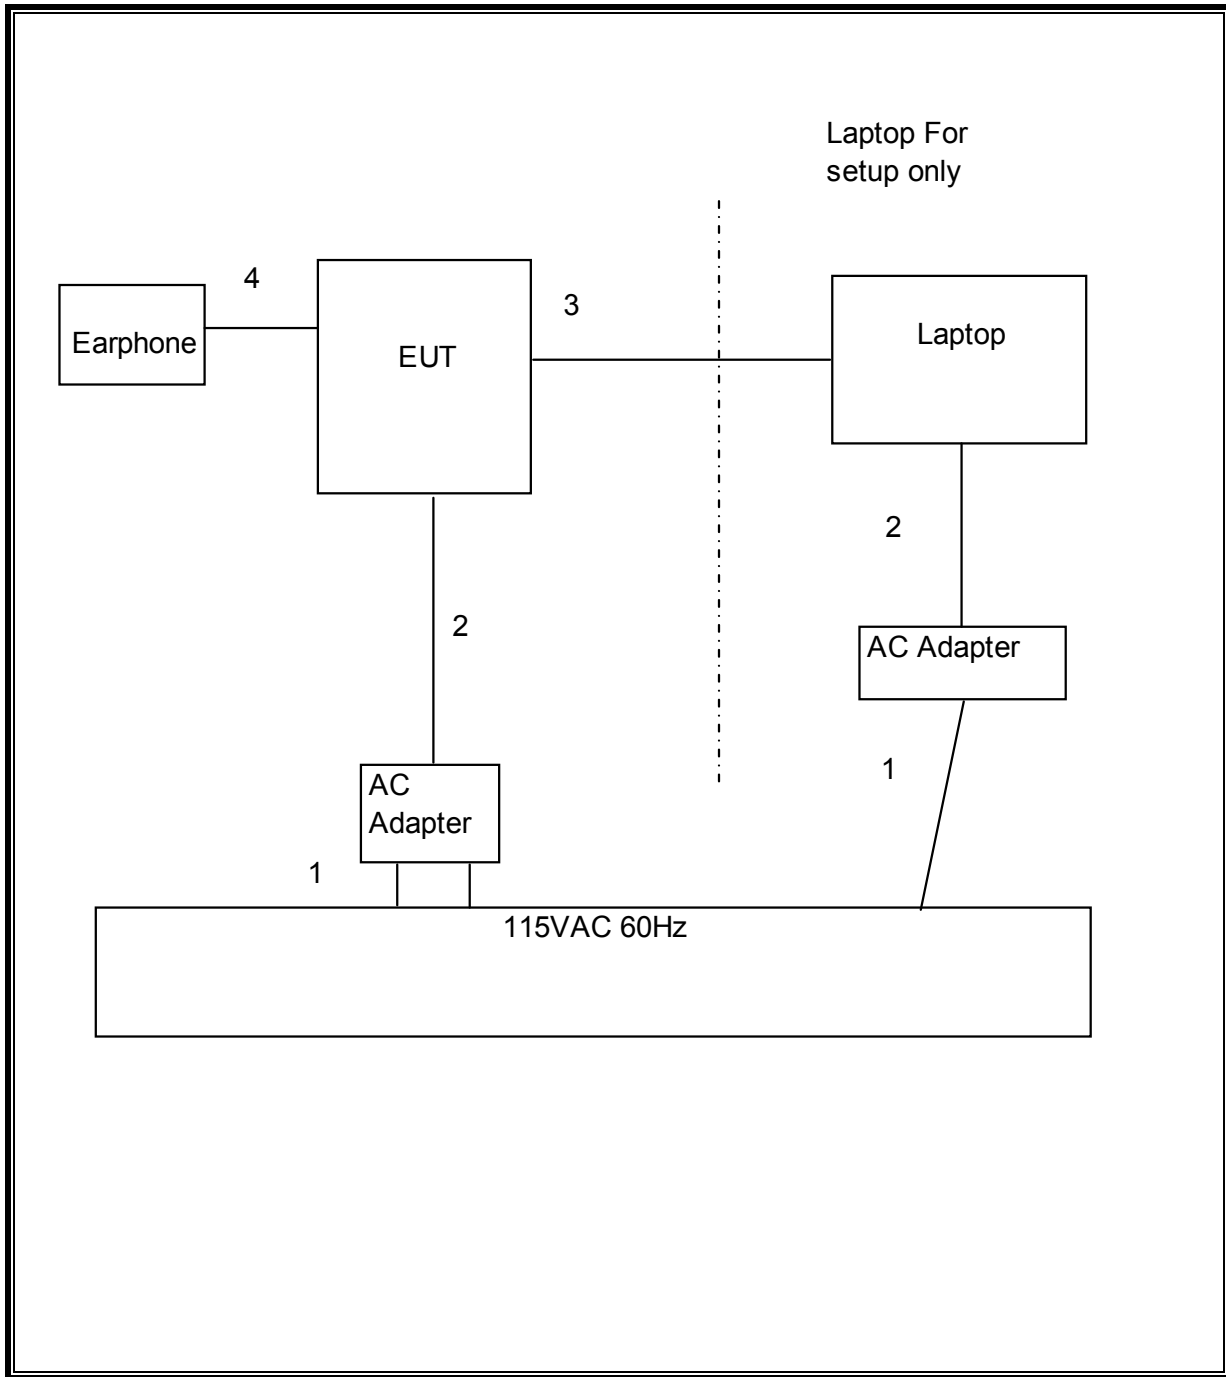 Laptop For
setup only
4
3
Earphone
EUT
Laptop
2
2
AC Adapter
1
AC
Adapter
1
115VAC 60Hz